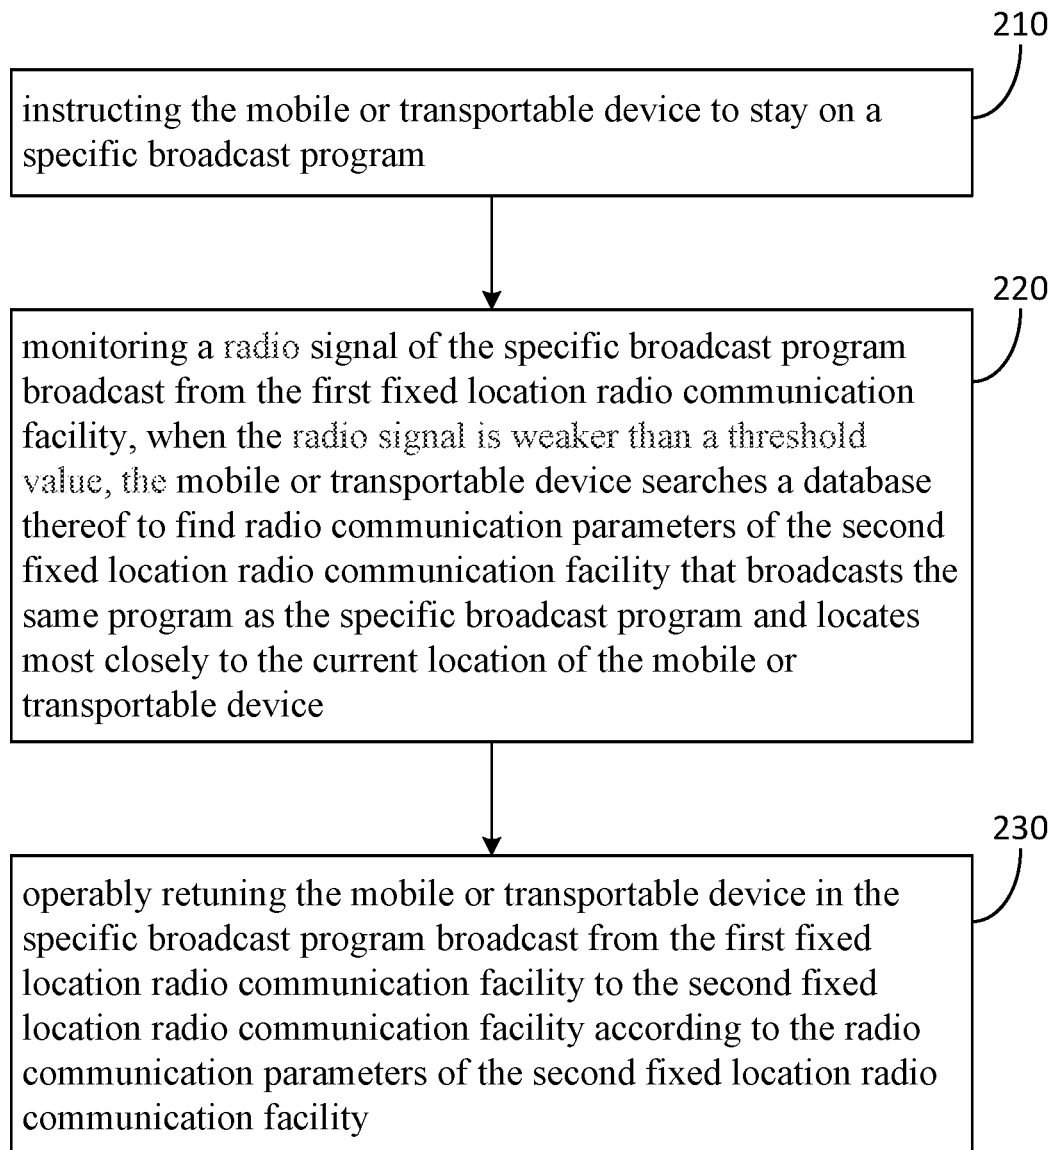 210
instructing the mobile or transportable device to stay on a
specific broadcast program
220
monitoring a radio signal of the specific broadcast program
broadcast from the first fixed location radio communication
facility, when the radio signal is weaker than a threshold
value, the mobile or transportable device searches a database
thereof to find radio communication parameters of the second
fixed location radio communication facility that broadcasts the
same program as the specific broadcast program and locates
most closely to the current location of the mobile or
transportable device
230
operably retuning the mobile or transportable device in the
specific broadcast program broadcast from the first fixed
location radio communication facility to the second fixed
location radio communication facility according to the radio
communication parameters of the second fixed location radio
communication facility